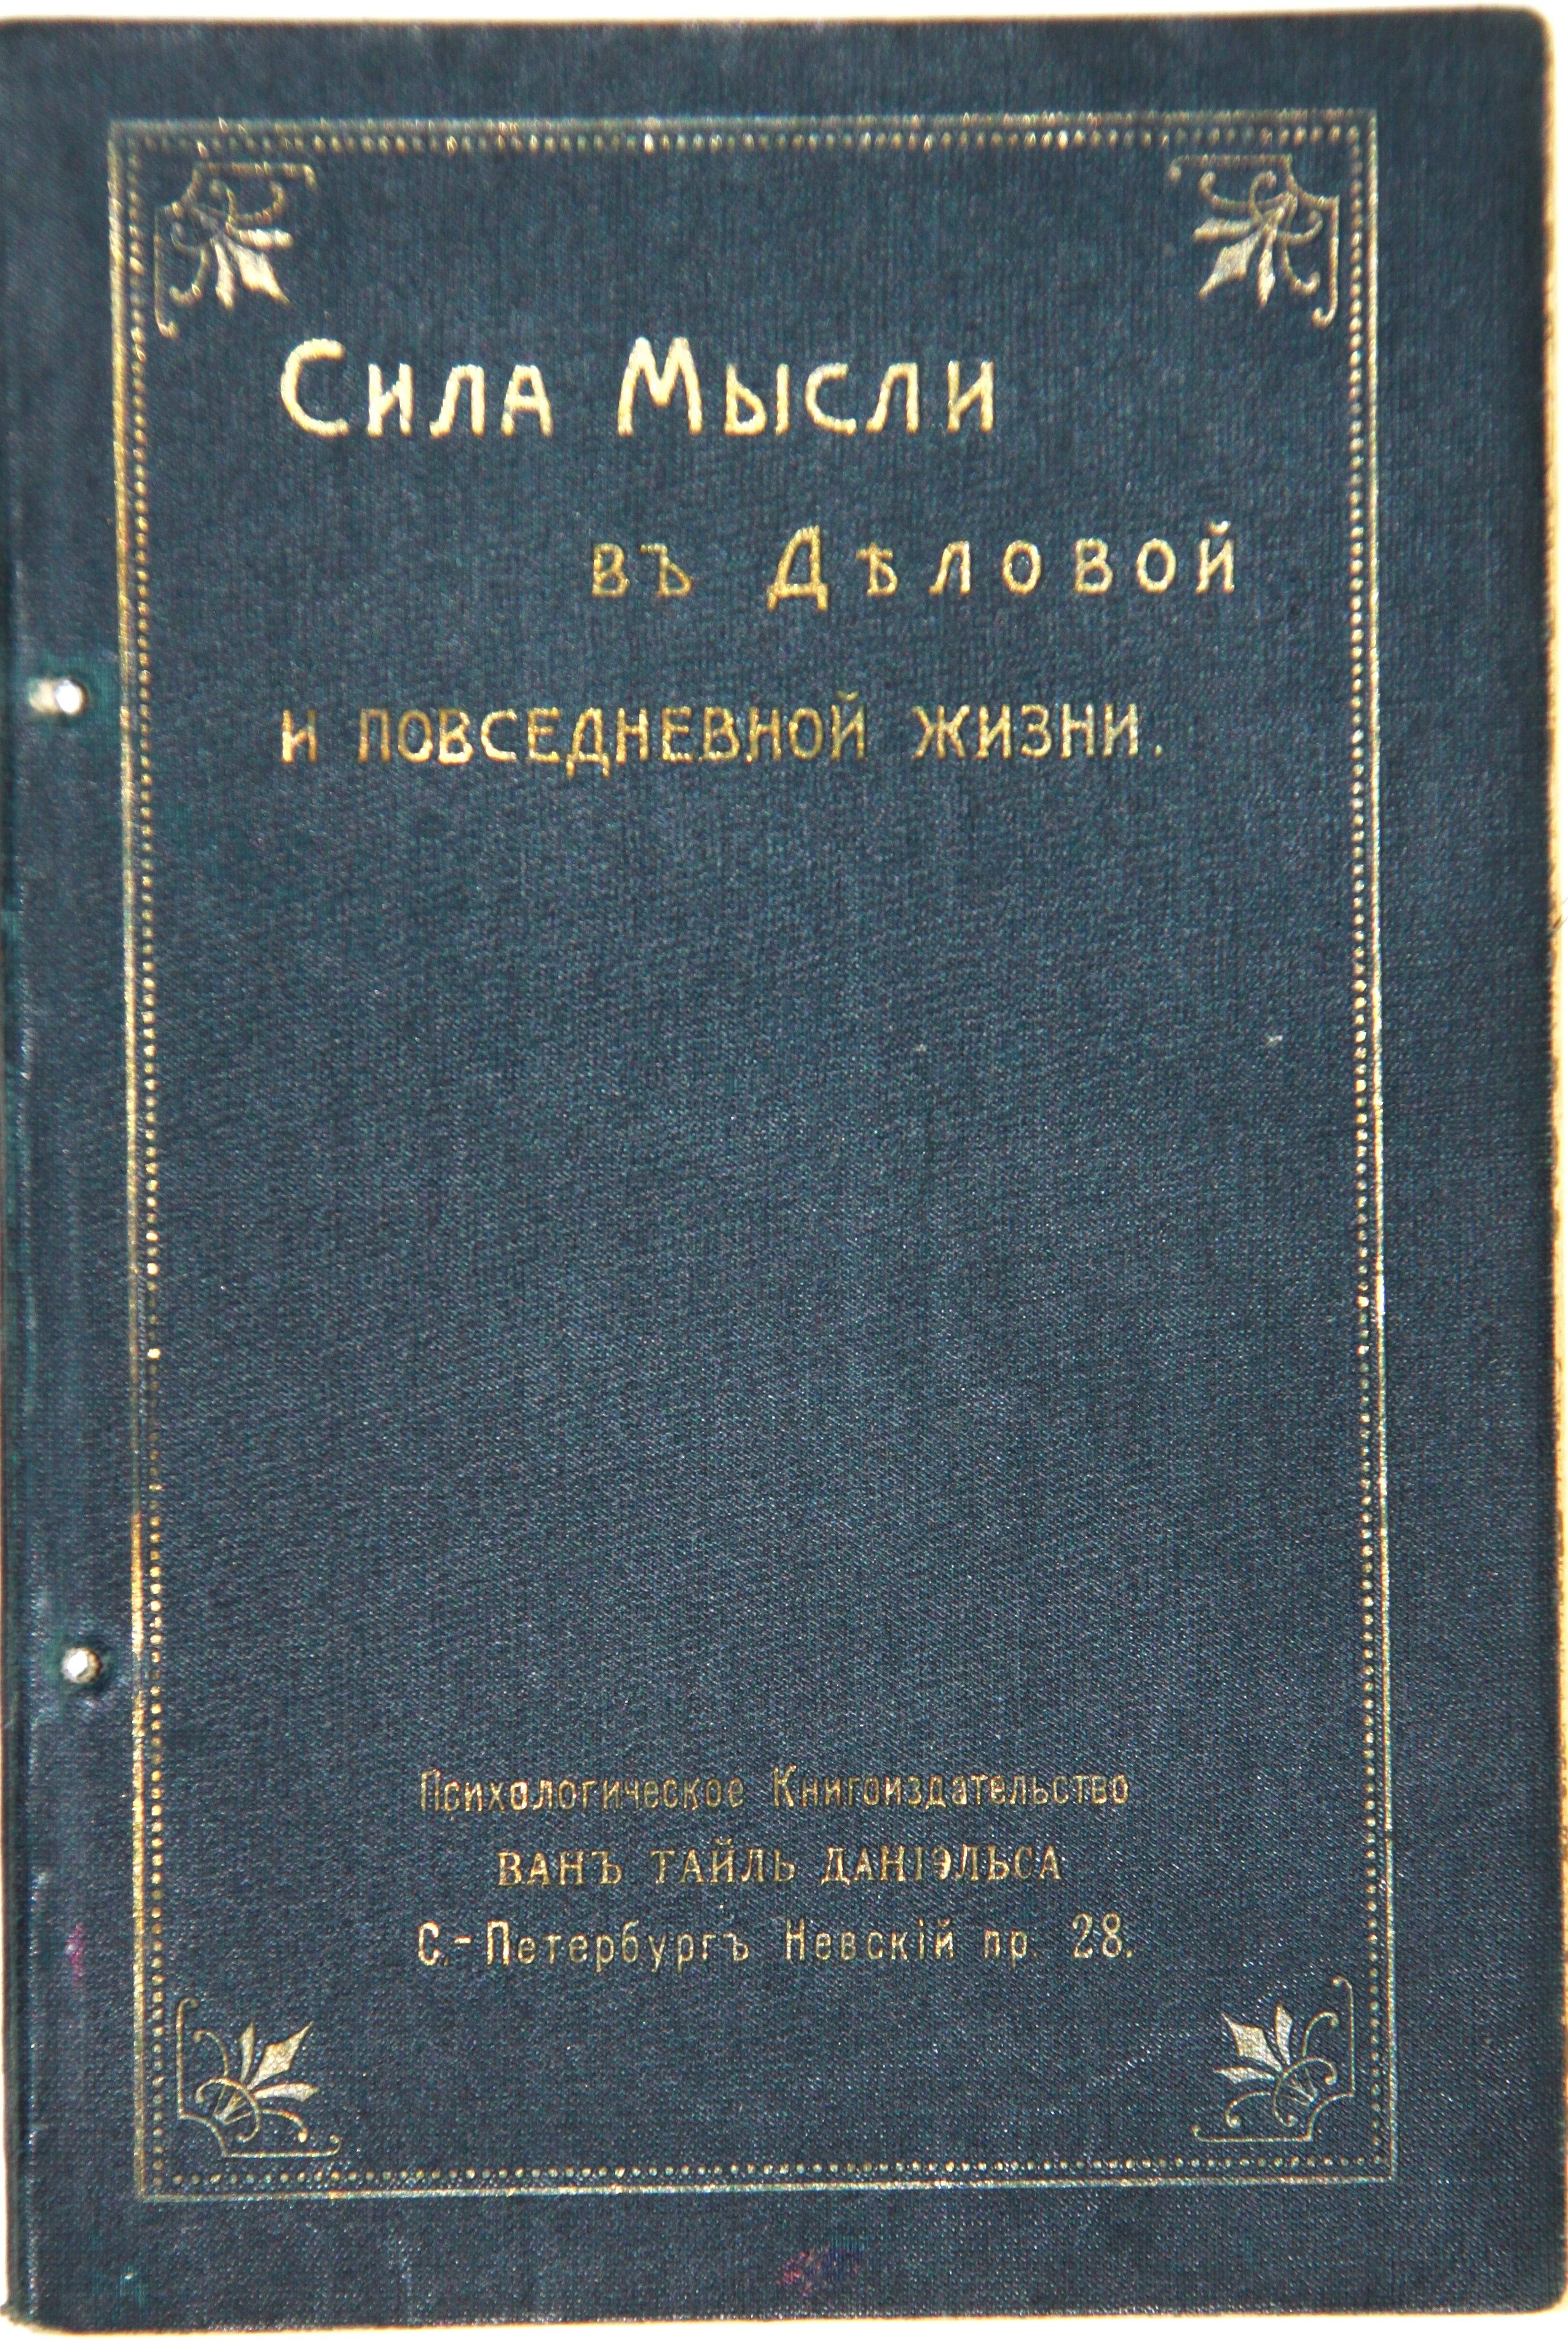 Сила Мысли
въ Дѣловой
и повседневной жизни.
Психологическое Книгоиздательство
ВАНЪ ТАЙЛЬ ДАНІЭЛЬСА
С.-Петербургъ Невскій пр. 28.